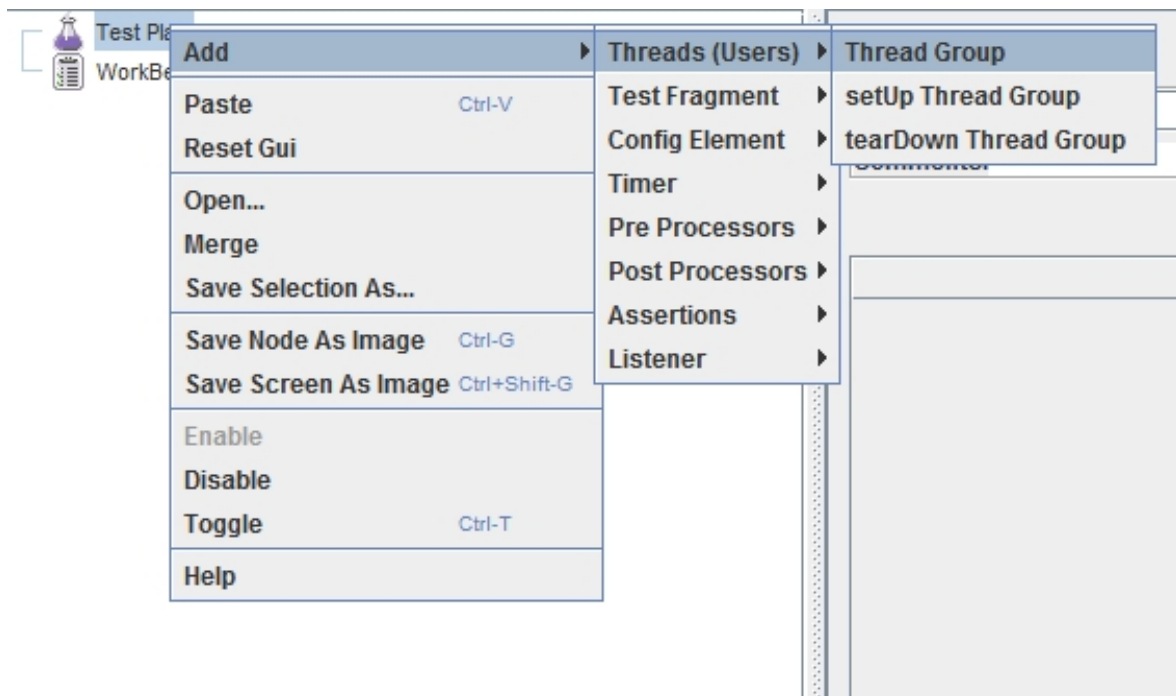 Test Pla
WorkBe
Add
Paste Ctrl-V
Reset Gui
Open...
Merge
Save Selection As...
Save Node As Image Ctrl-G
Save Screen As Image Ctrl+Shift-G
Enable
Disable
Toggle Ctrl-T
Help
Threads (Users)
Test Fragment
Config Element
Timer
Pre Processors
Post Processors
Assertions
Listener
Thread Group
setUp Thread Group
tearDown Thread Group